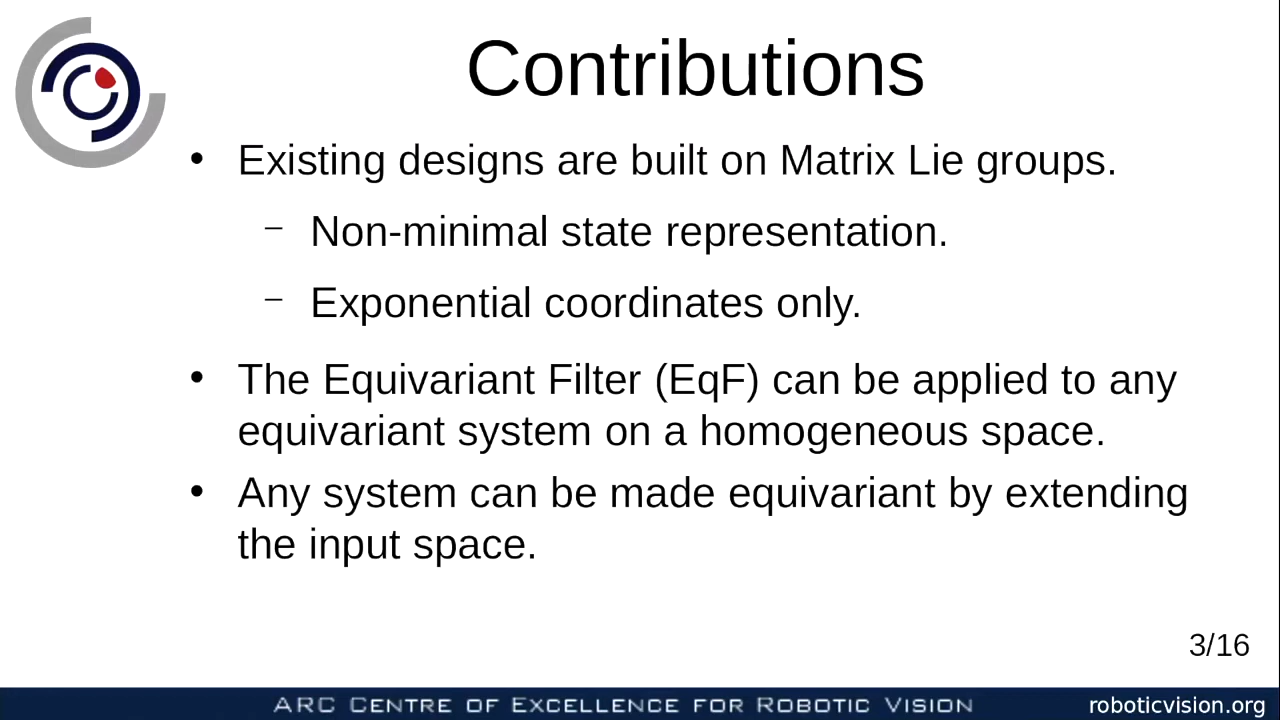 Contributions
• Existing designs are built on Matrix Lie groups.
– Non-minimal state representation.
– Exponential coordinates only.
• The Equivariant Filter (EqF) can be applied to any
equivariant system on a homogeneous space.
• Any system can be made equivariant by extending
the input space.
3/16
ARC Centre of Excellence for Robotic Vision
roboticvision.org